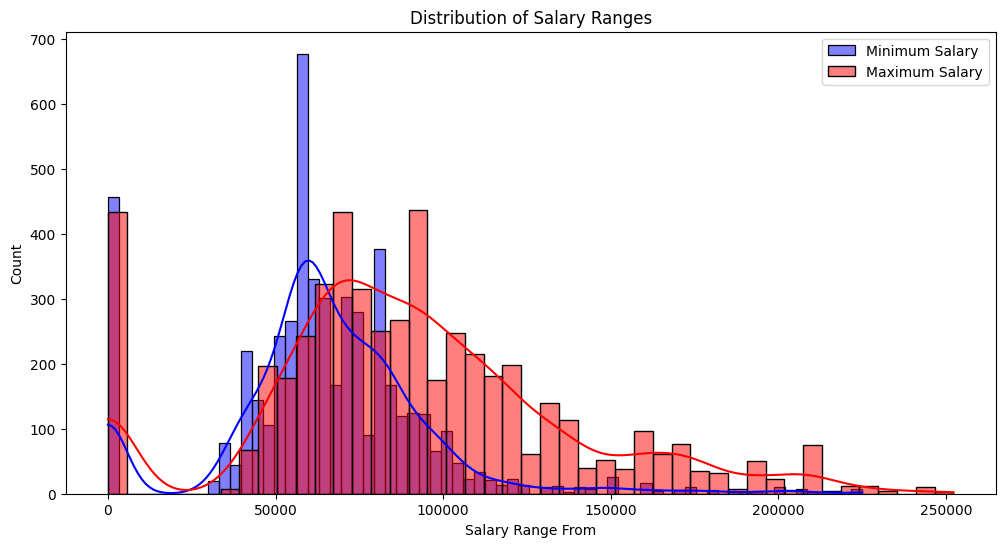 Distribution of Salary Ranges
Minimum Salary
Maximum Salary
700
600
500
400
300
200
100
0
Count
0 50000 100000 150000 200000 250000
Salary Range From